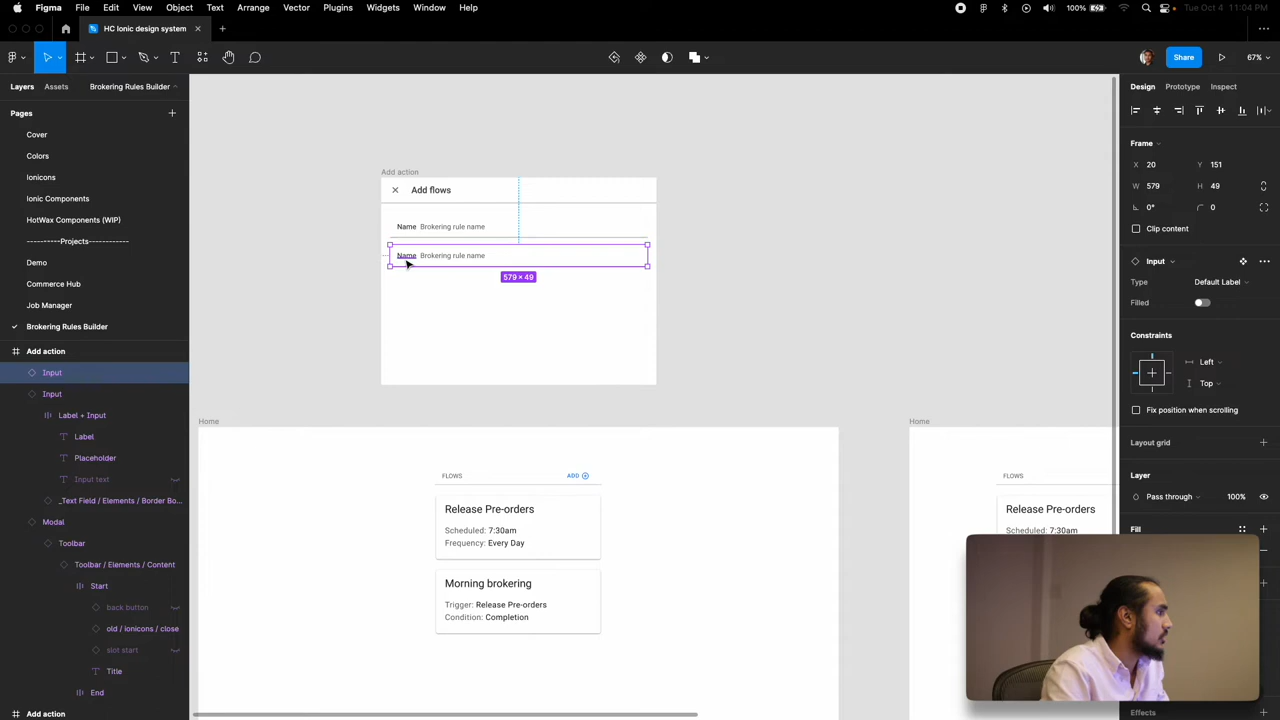 Figma File Edit View Object Text Arrange Vector Plugins Widgets Window Help 100% Tue Oct 4 11:04 PM
HC Ionic design system
Share 67%
Layers Assets Brokering Rules Builder
Pages
Cover
Colors
Ionicons
Ionic Components
HotWax Components (WIP)
----------Projects------------
Demo
Commerce Hub
Job Manager
Brokering Rules Builder
Add action
Input
Input
Label + Input
Label
Placeholder
Input text
_Text Field / Elements / Border Bo...
Modal
Toolbar
Toolbar / Elements / Content
Start
back button
old / ionicons / close
slot start
Title
End
Add action
Add action
Add flows
Name Brokering rule name
Name Brokering rule name
579 × 49
Home
FLOWS ADD
Release Pre-orders
Scheduled: 7:30am
Frequency: Every Day
Morning brokering
Trigger: Release Pre-orders
Condition: Completion
Home
FLOWS
Release Pre-orders
Scheduled: 7:30am
Design Prototype Inspect
Frame
X 20 Y 151
W 579 H 49
0° 0
Clip content
Input
Type Default Label
Filled
Constraints
Left
Top
Fix position when scrolling
Layout grid
Layer
Pass through 100%
Fill
Effects